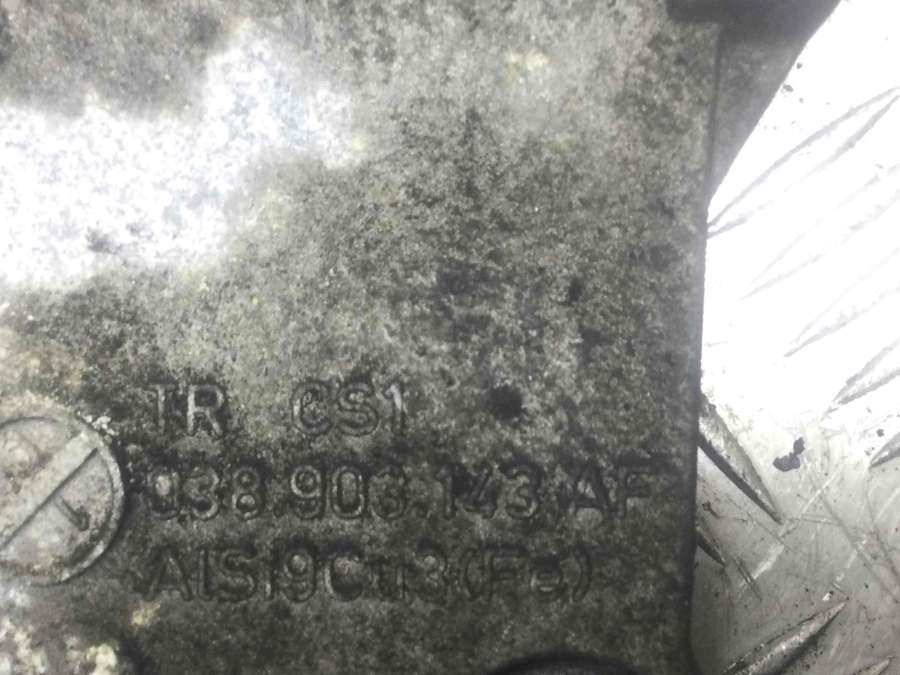 TR CS1
038.903.143.AF
AlSi9Cu3(Fe)